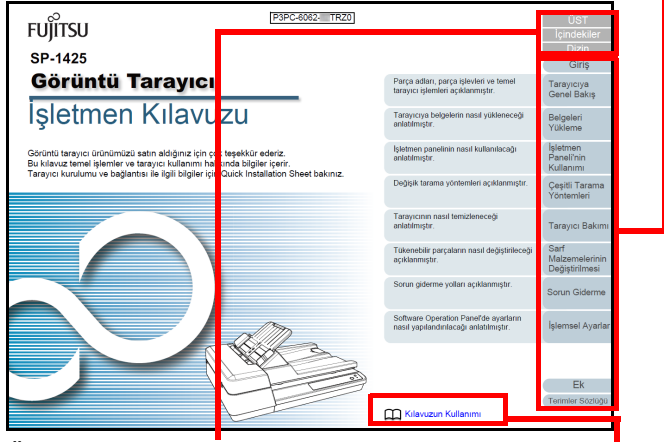 P3PC-6062- TRZ0
FUJITSU
SP-1425
Görüntü Tarayıcı
İşletmen Kılavuzu
Görüntü tarayıcı ürünümüzü satın aldığınız için çok teşekkür ederiz.
Bu kılavuz temel işlemler ve tarayıcı kullanımı hakkında bilgiler içerir.
Tarayıcı kurulumu ve bağlantısı ile ilgili bilgiler için Quick Installation Sheet bakınız.
ÜST
İçindekiler
Dizin
Giriş
Parça adları, parça işlevleri ve temel
tarayıcı işlemleri açıklanmıştır.
Tarayıcıya
Genel Bakış
Tarayıcıya belgelerin nasıl yükleneceği
anlatılmıştır.
Belgeleri
Yükleme
İşletmen panelinin nasıl kullanılacağı
anlatılmıştır.
İşletmen
Paneli'nin
Kullanımı
Değişik tarama yöntemleri açıklanmıştır.
Çeşitli Tarama
Yöntemleri
Tarayıcının nasıl temizleneceği
anlatılmıştır.
Tarayıcı Bakımı
Tükenebilir parçaların nasıl değiştirileceği
açıklanmıştır.
Sarf
Malzemelerinin
Değiştirilmesi
Sorun giderme yolları açıklanmıştır.
Sorun Giderme
Software Operation Panel'de ayarların
nasıl yapılandırılacağı anlatılmıştır.
İşlemsel Ayarlar
Ek
Terimler Sözlüğü
Kılavuzun Kullanımı